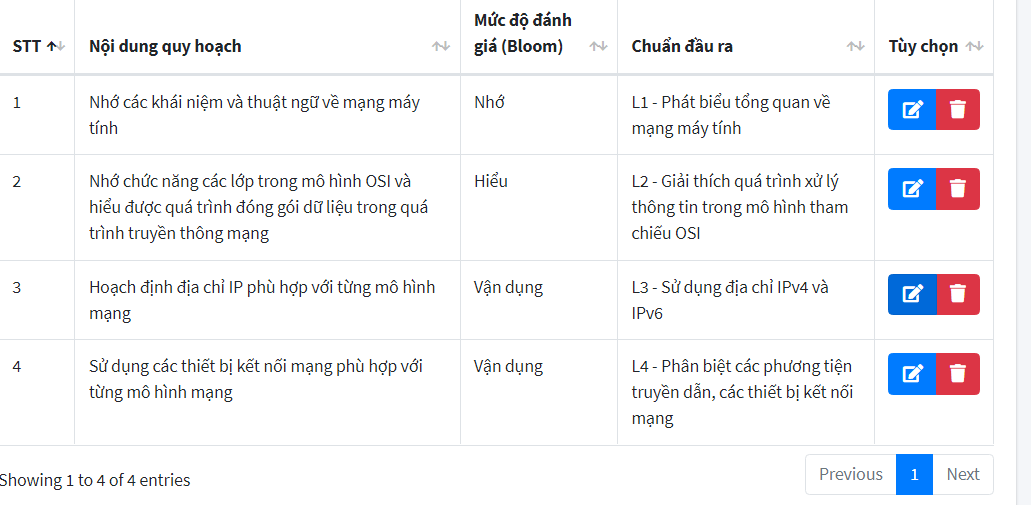 STT Nội dung quy hoạch Mức độ đánh giá (Bloom) Chuẩn đầu ra Tùy chọn
1 Nhớ các khái niệm và thuật ngữ về mạng máy Nhớ L1 - Phát biểu tổng quan về
tính mạng máy tính
2 Nhớ chức năng các lớp trong mô hình OSI và Hiểu L2 - Giải thích quá trình xử lý
hiểu được quá trình đóng gói dữ liệu trong quá thông tin trong mô hình tham
trình truyền thông mạng chiếu OSI
3 Hoạch định địa chỉ IP phù hợp với từng mô hình Vận dụng L3 - Sử dụng địa chỉ IPv4 và
mạng IPv6
4 Sử dụng các thiết bị kết nối mạng phù hợp với Vận dụng L4 - Phân biệt các phương tiện
từng mô hình mạng truyền dẫn, các thiết bị kết nối
mạng
Showing 1 to 4 of 4 entries Previous 1 Next